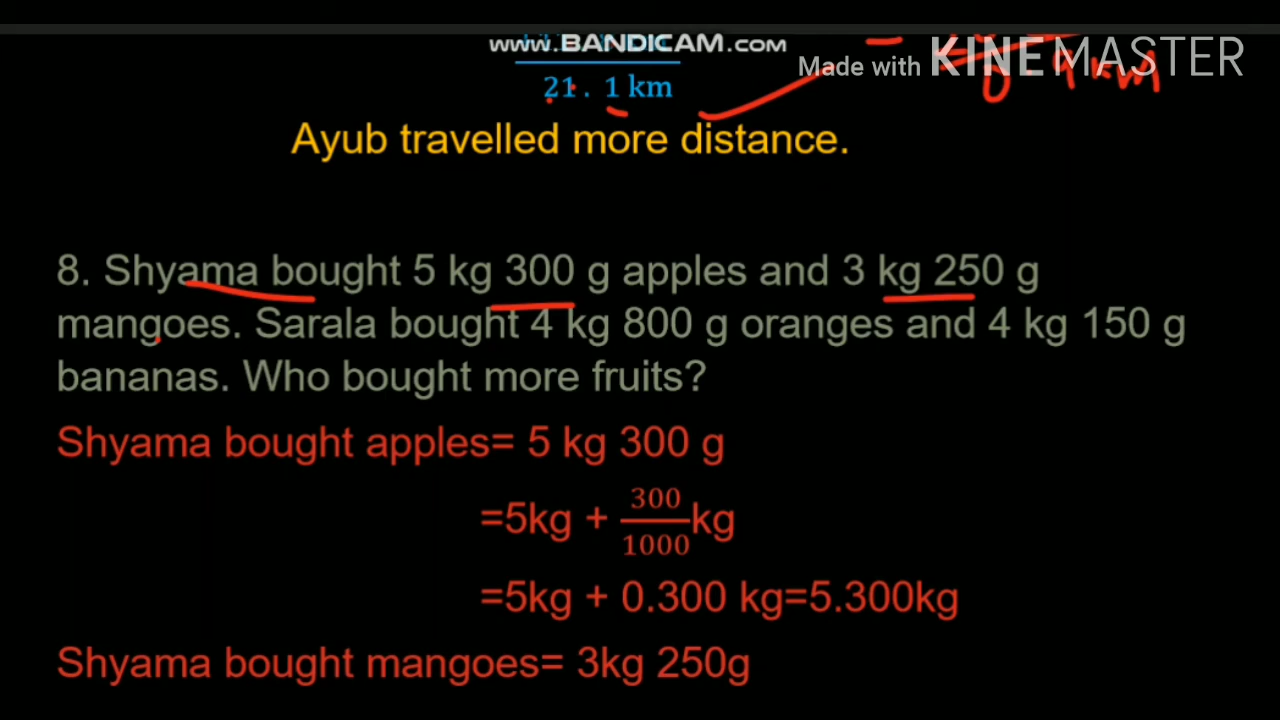 www.BANDICAM.com
Made with KINEMASTER
21. 1 km
Ayub travelled more distance.
8. Shyama bought 5 kg 300 g apples and 3 kg 250 g
mangoes. Sarala bought 4 kg 800 g oranges and 4 kg 150 g
bananas. Who bought more fruits?
Shyama bought apples= 5 kg 300 g
=5kg + 300/1000 kg
=5kg + 0.300 kg=5.300kg
Shyama bought mangoes= 3kg 250g